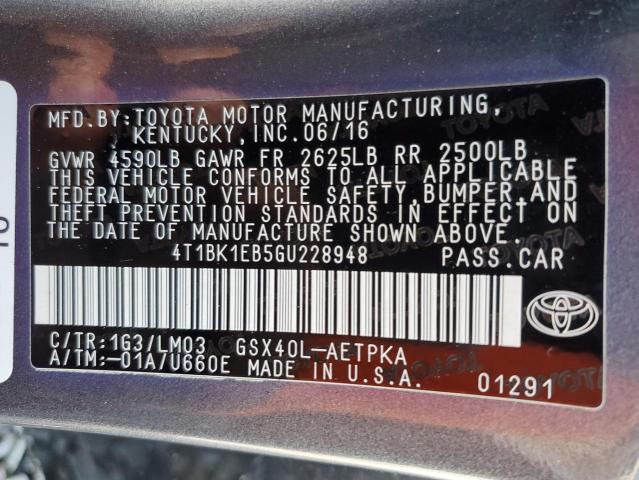 MFD.BY:TOYOTA MOTOR MANUFACTURING,
KENTUCKY,INC.06/16
GVWR 4590LB GAWR FR 2625LB RR 2500LB
THIS VEHICLE CONFORMS TO ALL APPLICABLE
FEDERAL MOTOR VEHICLE SAFETY,BUMPER,AND
THEFT PREVENTION STANDARDS IN EFFECT ON
THE DATE OF MANUFACTURE SHOWN ABOVE.
4T1BK1EB5GU228948 PASS.CAR
C/TR:1G3/LM03 GSX40L-AETPKA
A/TM:-01A/U660E MADE IN U.S.A. 01291